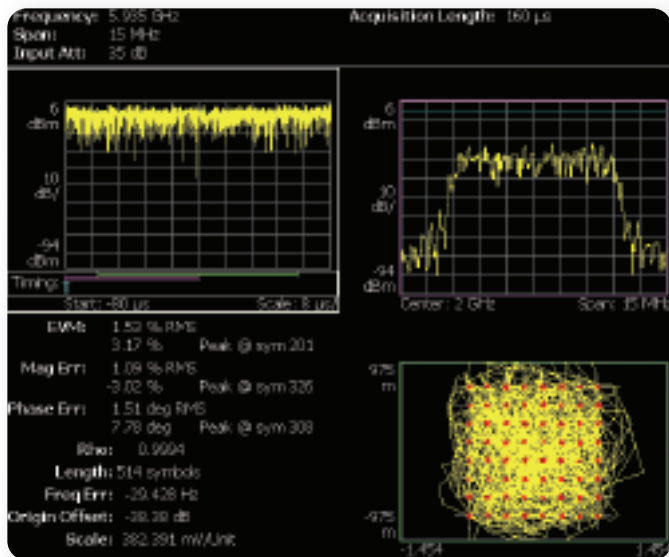 Frequency: 5.935 GHz
Acquisition Length: 160 µs
Span: 15 MHz
Input Att: 35 dB
6
dBm
10
dB/
-94
dBm
Timing:
Start: -80 µs
Scale: 8 µs/
6
dBm
10
dB/
-94
dBm
Center: 2 GHz
Span: 15 MHz
EVM: 1.53 % RMS
3.17 % Peak @ sym 201
Mag Err: 1.09 % RMS
-3.02 % Peak @ sym 326
Phase Err: 1.51 deg RMS
7.78 deg Peak @ sym 308
Rho: 0.9994
Length: 514 symbols
Freq Err: -29.428 Hz
Origin Offset: -38.38 dB
Scale: 382.391 mV/Unit
975
m
-975
m
-1.454